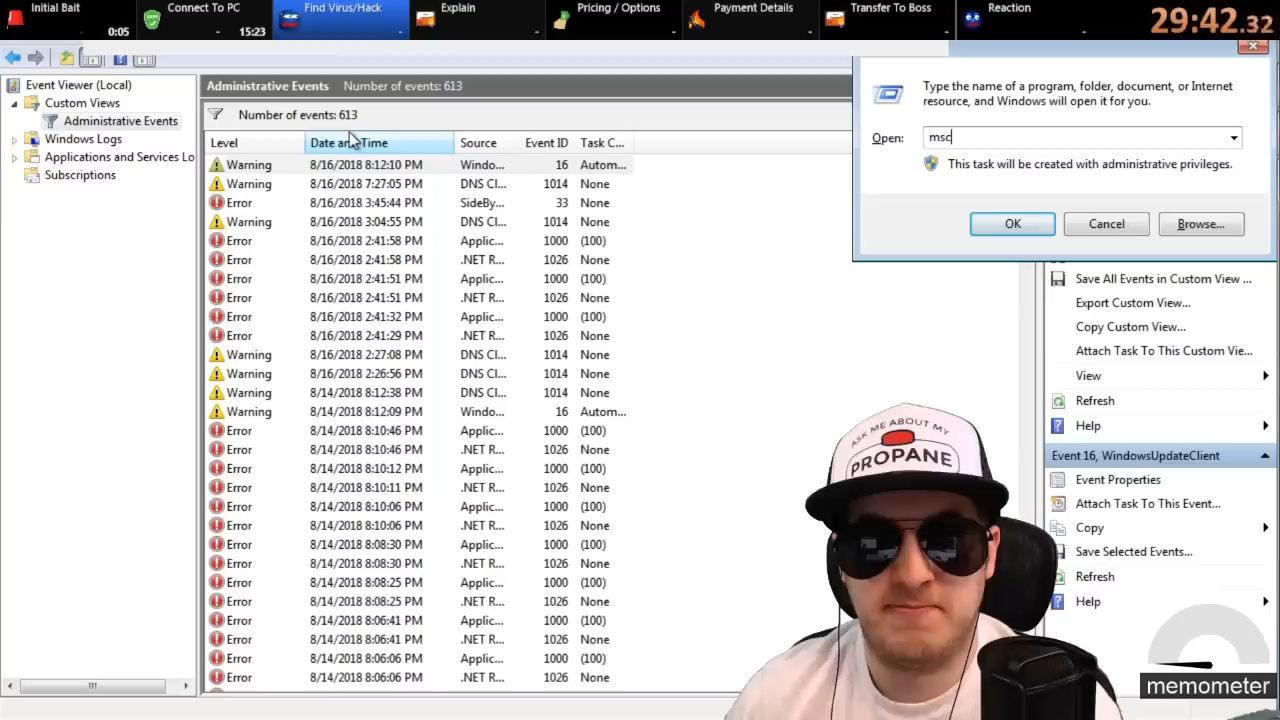 Initial Bait
0:05
Connect To PC
15:23
Find Virus/Hack
-
Explain
-
Pricing / Options
-
Payment Details
-
Transfer To Boss
-
Reaction
-
29:42.32
Event Viewer (Local)
Custom Views
Administrative Events
Windows Logs
Applications and Services Lo
Subscriptions
Administrative Events Number of events: 613
Number of events: 613
Level Date and Time Source Event ID Task C...
Warning 8/16/2018 8:12:10 PM Windo... 16 Autom...
Warning 8/16/2018 7:27:05 PM DNS Cl... 1014 None
Error 8/16/2018 3:45:44 PM SideBy... 33 None
Warning 8/16/2018 3:04:55 PM DNS Cl... 1014 None
Error 8/16/2018 2:41:58 PM Applic... 1000 (100)
Error 8/16/2018 2:41:58 PM .NET R... 1026 None
Error 8/16/2018 2:41:51 PM Applic... 1000 (100)
Error 8/16/2018 2:41:51 PM .NET R... 1026 None
Error 8/16/2018 2:41:32 PM Applic... 1000 (100)
Error 8/16/2018 2:41:29 PM .NET R... 1026 None
Warning 8/16/2018 2:27:08 PM DNS Cl... 1014 None
Warning 8/16/2018 2:26:56 PM DNS Cl... 1014 None
Warning 8/14/2018 8:12:38 PM DNS Cl... 1014 None
Warning 8/14/2018 8:12:09 PM Windo... 16 Autom...
Error 8/14/2018 8:10:46 PM Applic... 1000 (100)
Error 8/14/2018 8:10:46 PM .NET R... 1026 None
Error 8/14/2018 8:10:12 PM Applic... 1000 (100)
Error 8/14/2018 8:10:11 PM .NET R... 1026 None
Error 8/14/2018 8:10:06 PM Applic... 1000 (100)
Error 8/14/2018 8:10:06 PM .NET R... 1026 None
Error 8/14/2018 8:08:30 PM Applic... 1000 (100)
Error 8/14/2018 8:08:30 PM .NET R... 1026 None
Error 8/14/2018 8:08:25 PM Applic... 1000 (100)
Error 8/14/2018 8:08:25 PM .NET R... 1026 None
Error 8/14/2018 8:06:41 PM Applic... 1000 (100)
Error 8/14/2018 8:06:41 PM .NET R... 1026 None
Error 8/14/2018 8:06:06 PM Applic... 1000 (100)
Error 8/14/2018 8:06:06 PM .NET R... 1026 None
Type the name of a program, folder, document, or Internet
resource, and Windows will open it for you.
Open: msc
This task will be created with administrative privileges.
OK Cancel Browse...
Save All Events in Custom View ...
Export Custom View...
Copy Custom View...
Attach Task To This Custom Vie...
View
Refresh
Help
Event 16, WindowsUpdateClient
Event Properties
Attach Task To This Event...
Copy
Save Selected Events...
Refresh
Help
ASK ME ABOUT MY
PROPANE
memometer